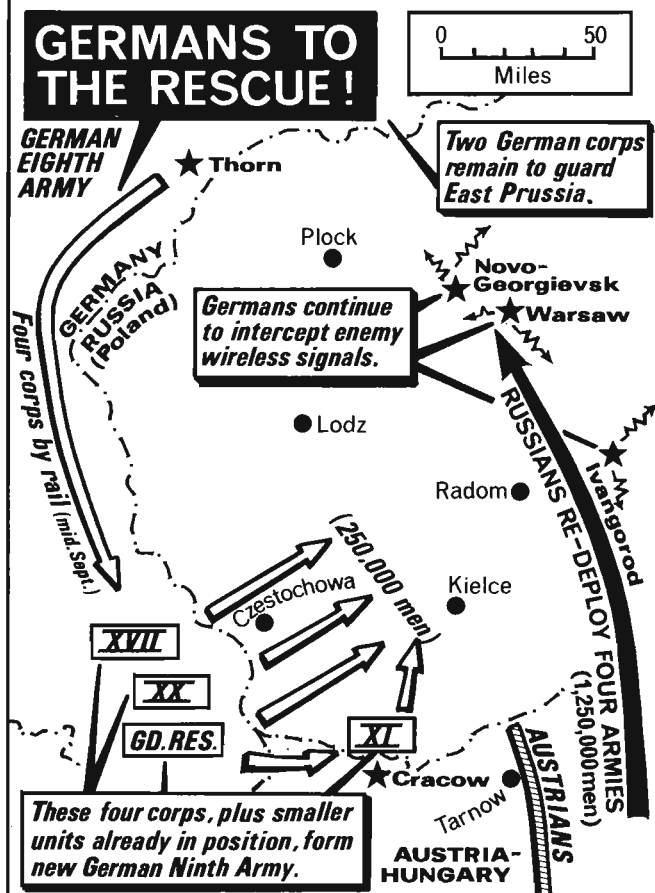 GERMANS TO
THE RESCUE!
0 50
Miles
GERMAN
EIGHTH
ARMY
Thorn
Two German corps
remain to guard
East Prussia.
Plock
Novo-
Georgievsk
Warsaw
GERMANY
RUSSIA
(Poland)
Germans continue
to intercept enemy
wireless signals.
Four corps by rail (mid.Sept.)
Lodz
Radom
Ivangorod
RUSSIANS RE-DEPLOY FOUR ARMIES
(1,250,000men)
(250,000 men)
Czestochowa
Kielce
XVII
XX
GD.RES.
XI
Cracow
Tarnow
AUSTRIANS
These four corps, plus smaller
units already in position, form
new German Ninth Army.
AUSTRIA-
HUNGARY